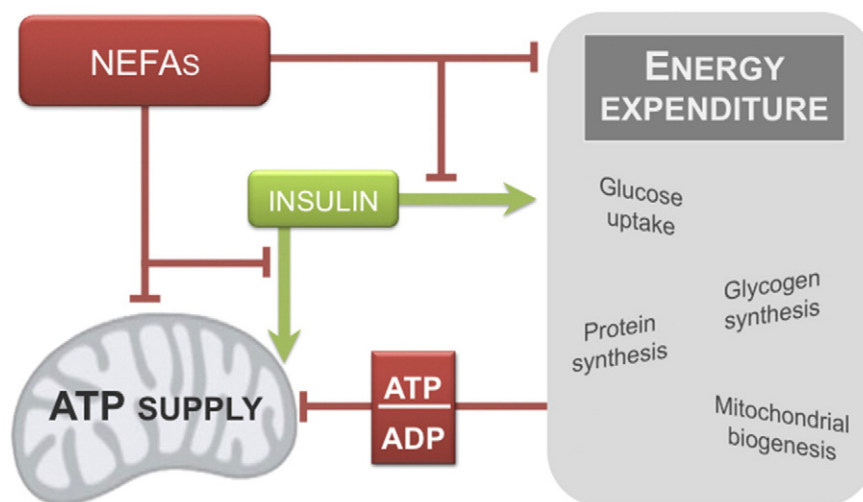 NEFAs
ENERGY
EXPENDITURE
INSULIN
Glucose
uptake
Glycogen
synthesis
Protein
synthesis
ATP
ADP
ATP SUPPLY
Mitochondrial
biogenesis